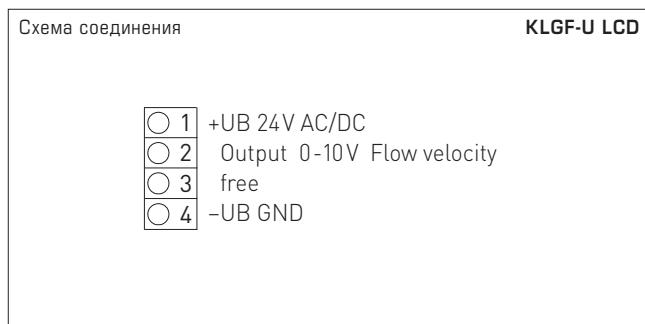 Схема соединения KLGF-U LCD
1 +UB 24V AC/DC
2 Output 0-10V Flow velocity
3 free
4 –UB GND